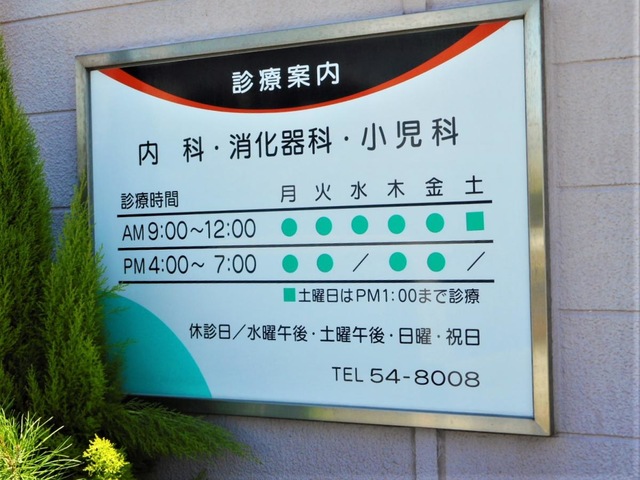 診療案内
内 科・消化器科・小児科
診療時間 月 火 水 木 金 土
AM 9:00～12:00 ● ● ● ● ● ■
PM 4:00～ 7:00 ● ● ／ ● ● ／
■土曜日はPM1:00まで診療
休診日／水曜午後・土曜午後・日曜・祝日
TEL 54-8008